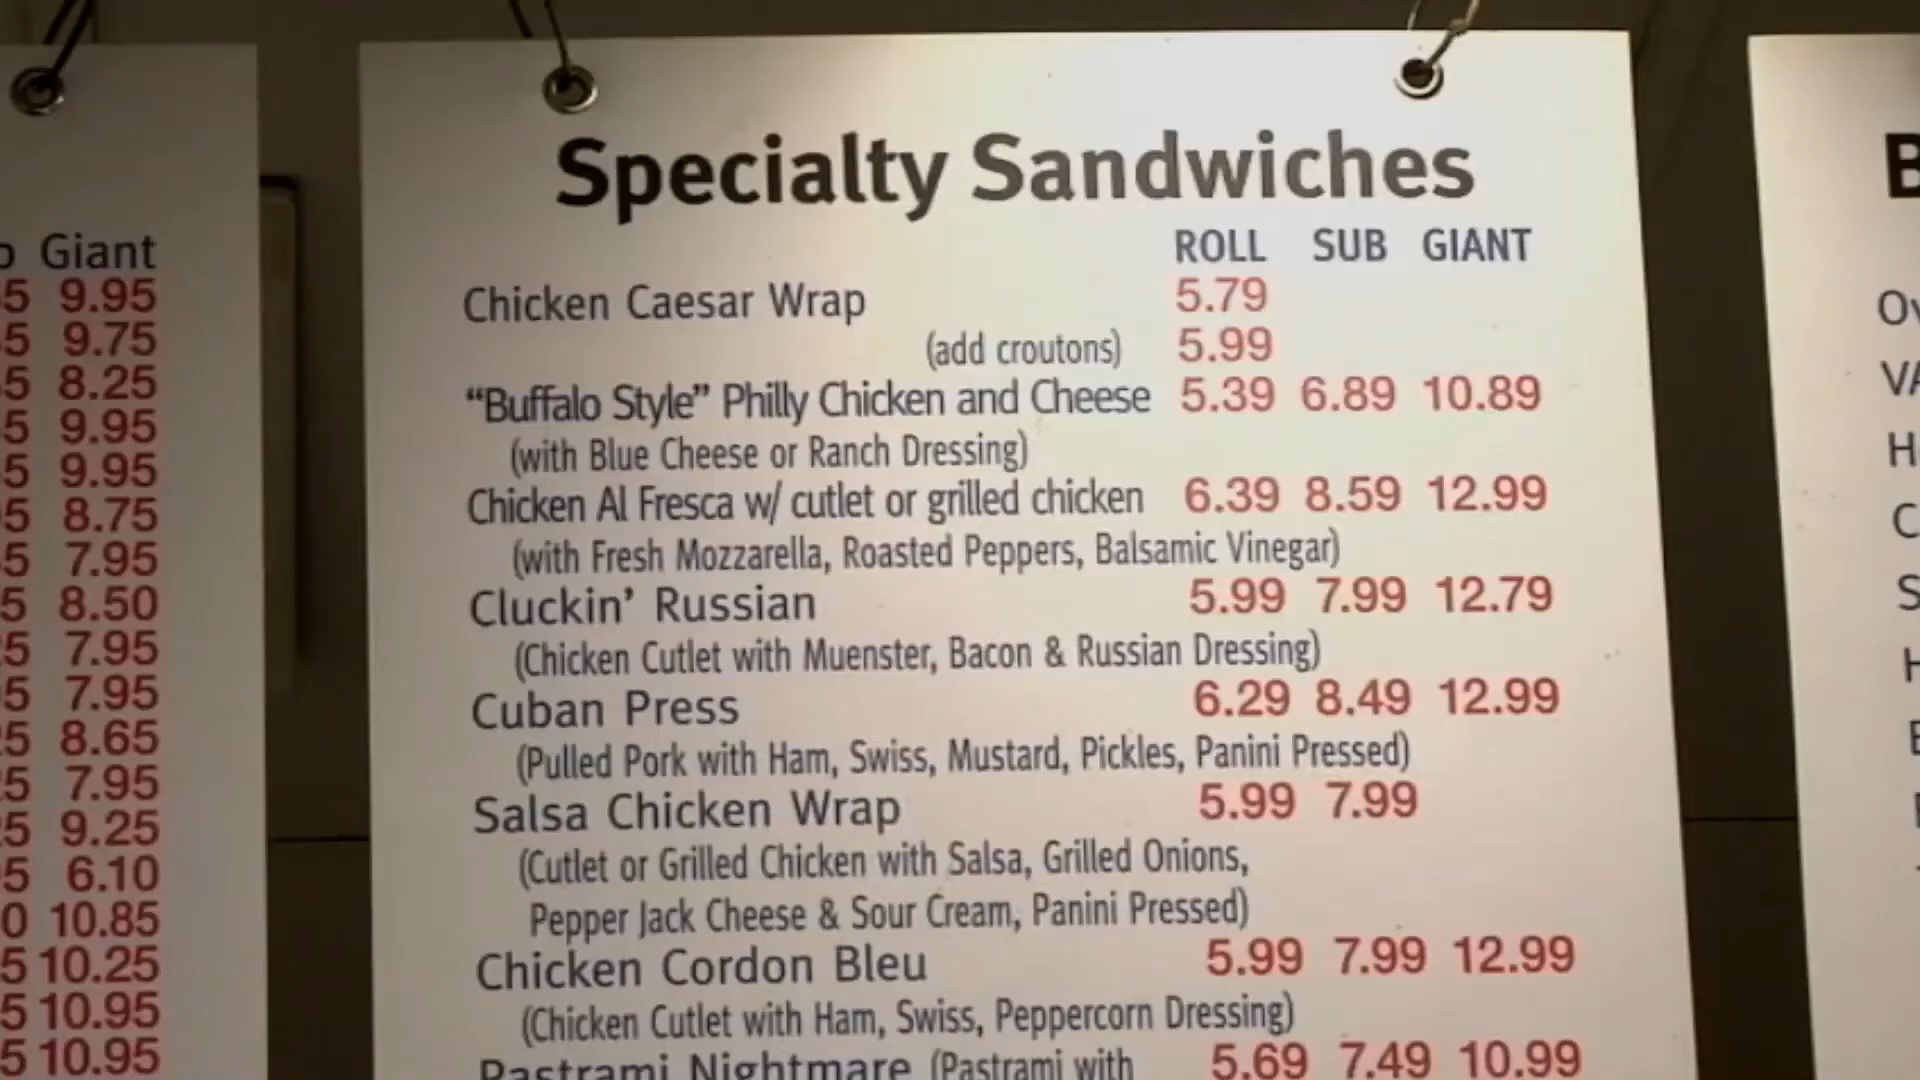 Giant
9.95
9.75
8.25
9.95
9.95
8.75
7.95
8.50
7.95
7.95
8.65
7.95
9.25
6.10
10.85
10.25
10.95
10.95
Specialty Sandwiches
ROLL SUB GIANT
Chicken Caesar Wrap 5.79
(add croutons) 5.99
“Buffalo Style” Philly Chicken and Cheese 5.39 6.89 10.89
(with Blue Cheese or Ranch Dressing)
Chicken Al Fresca w/ cutlet or grilled chicken 6.39 8.59 12.99
(with Fresh Mozzarella, Roasted Peppers, Balsamic Vinegar)
Cluckin’ Russian 5.99 7.99 12.79
(Chicken Cutlet with Muenster, Bacon & Russian Dressing)
Cuban Press 6.29 8.49 12.99
(Pulled Pork with Ham, Swiss, Mustard, Pickles, Panini Pressed)
Salsa Chicken Wrap 5.99 7.99
(Cutlet or Grilled Chicken with Salsa, Grilled Onions,
Pepper Jack Cheese & Sour Cream, Panini Pressed)
Chicken Cordon Bleu 5.99 7.99 12.99
(Chicken Cutlet with Ham, Swiss, Peppercorn Dressing)
Pastrami Nightmare (Pastrami with 5.69 7.49 10.99